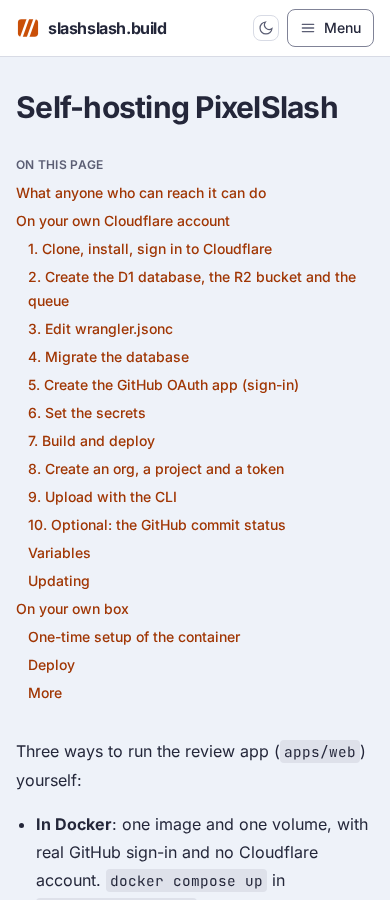 slashslash.build
Menu
Self-hosting PixelSlash
ON THIS PAGE
What anyone who can reach it can do
On your own Cloudflare account
1. Clone, install, sign in to Cloudflare
2. Create the D1 database, the R2 bucket and the
queue
3. Edit wrangler.jsonc
4. Migrate the database
5. Create the GitHub OAuth app (sign-in)
6. Set the secrets
7. Build and deploy
8. Create an org, a project and a token
9. Upload with the CLI
10. Optional: the GitHub commit status
Variables
Updating
On your own box
One-time setup of the container
Deploy
More
Three ways to run the review app (apps/web)
yourself:
• In Docker: one image and one volume, with
real GitHub sign-in and no Cloudflare
account. docker compose up in